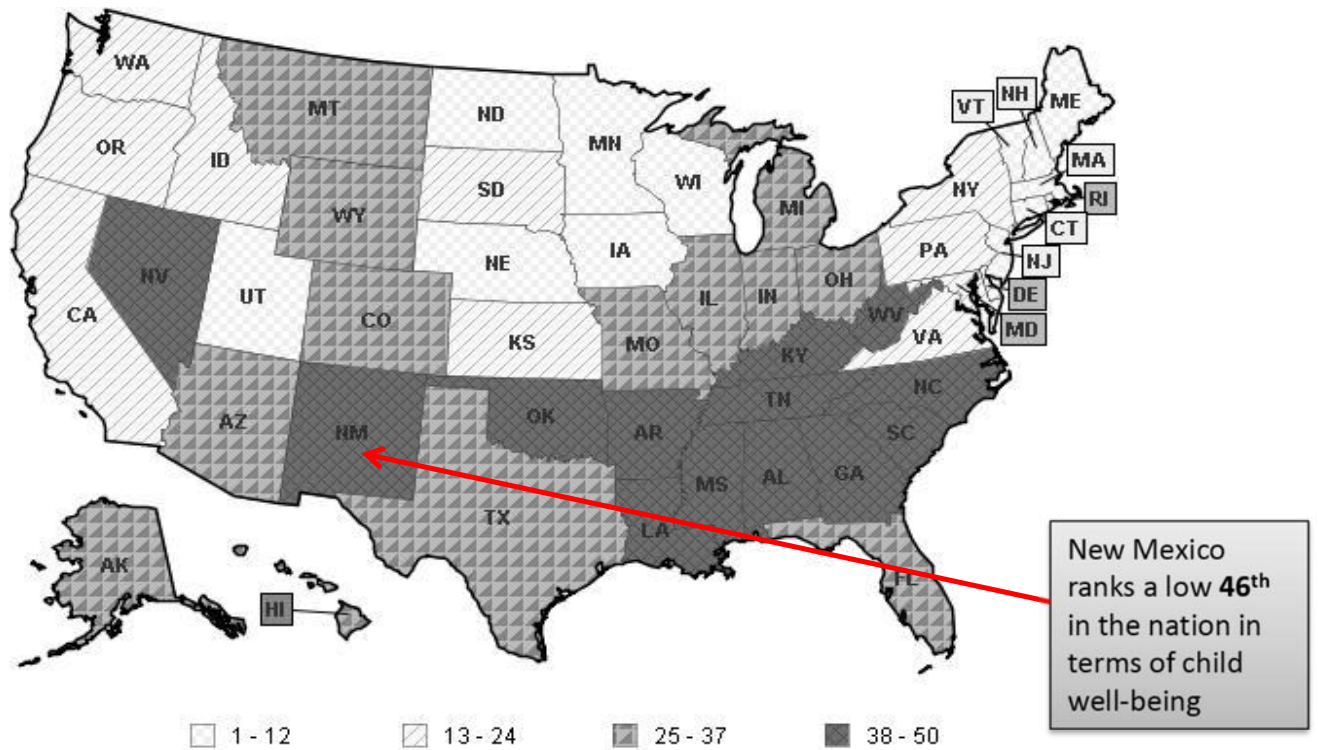 WA
MT
ND
MN
VT
NH
ME
OR
ID
SD
WI
NY
MA
WY
MI
RI
NE
IA
PA
CT
NV
UT
CO
IL
IN
OH
NJ
CA
KS
MO
WV
VA
DE
MD
KY
AZ
NM
OK
AR
TN
NC
SC
MS
AL
GA
TX
LA
AK
FL
HI
New Mexico
ranks a low 46th
in the nation in
terms of child
well-being
1 - 12
13 - 24
25 - 37
38 - 50